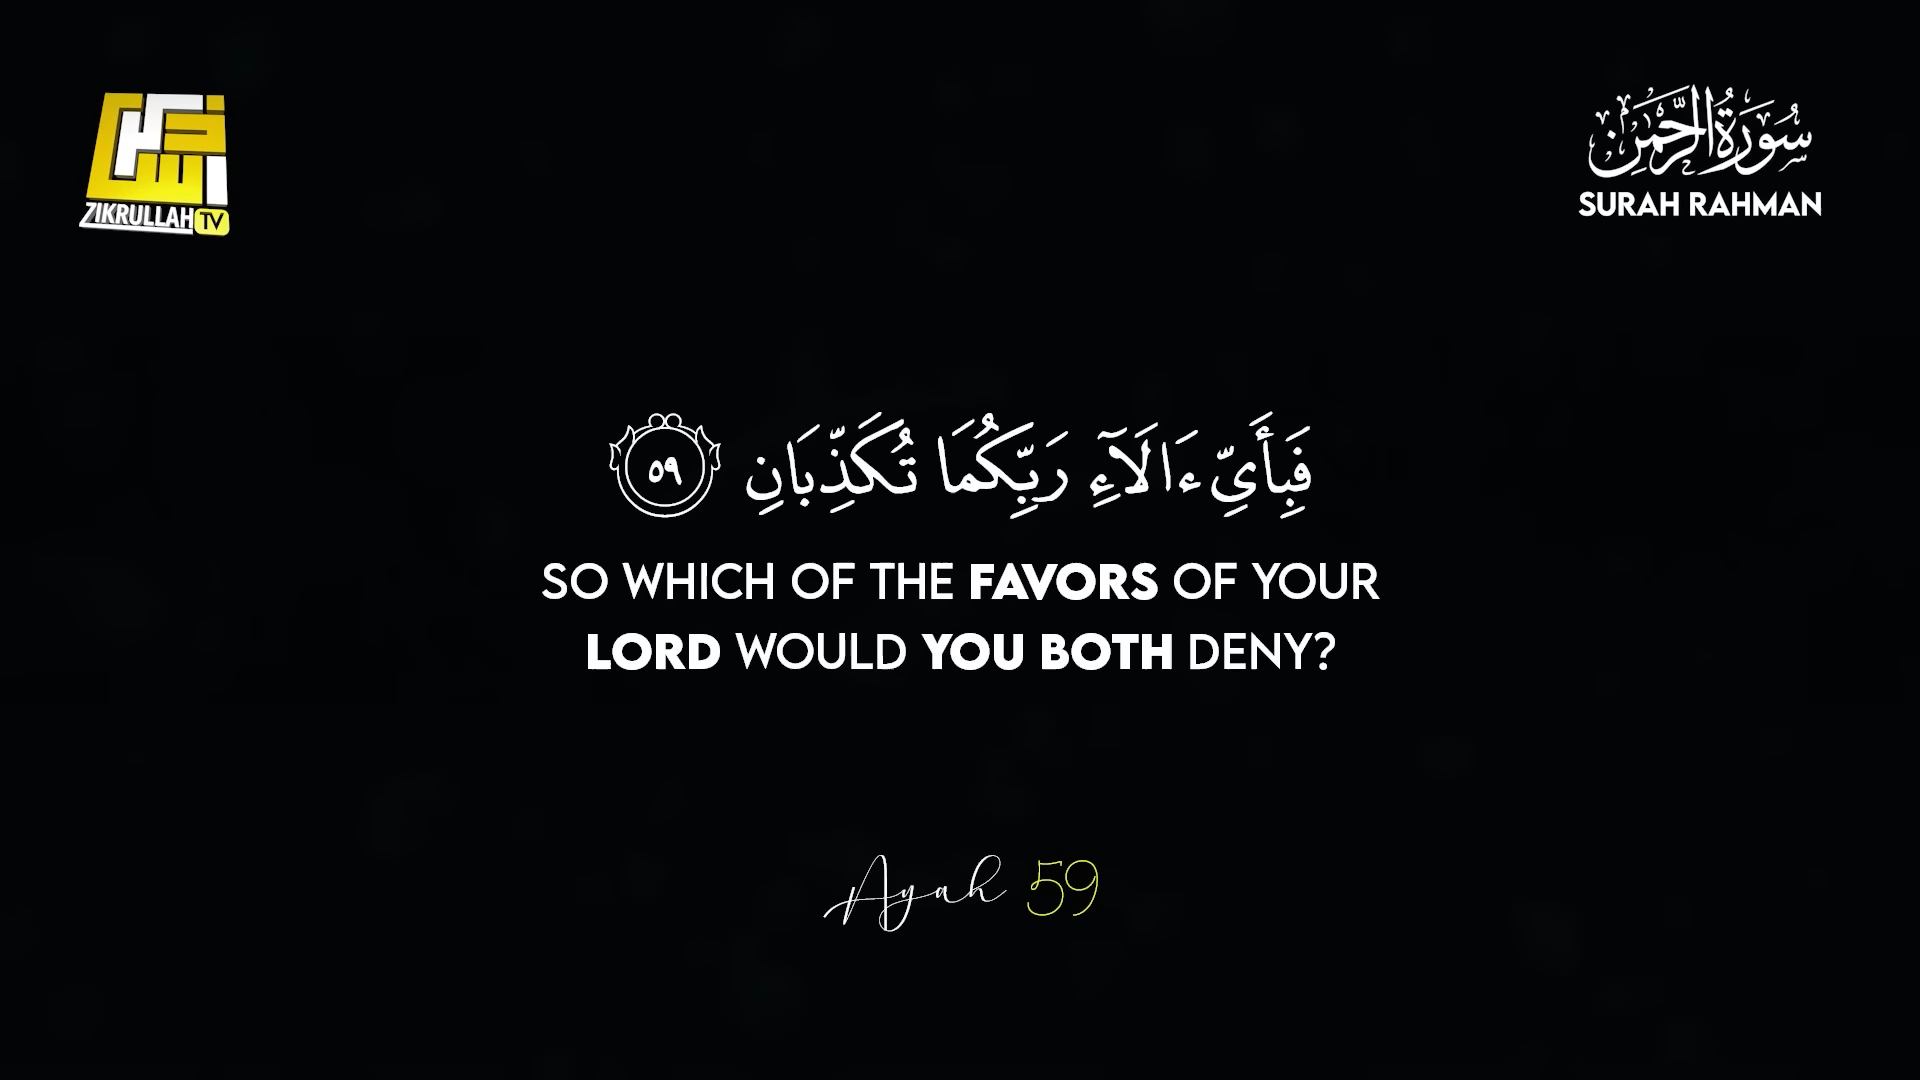 ZIKRULLAH TV
سُورَةُ الرَّحْمَٰن
SURAH RAHMAN
فَبِأَيِّ ءَالَآءِ رَبِّكُمَا تُكَذِّبَانِ ٥٩
SO WHICH OF THE FAVORS OF YOUR
LORD WOULD YOU BOTH DENY?
Ayah 59